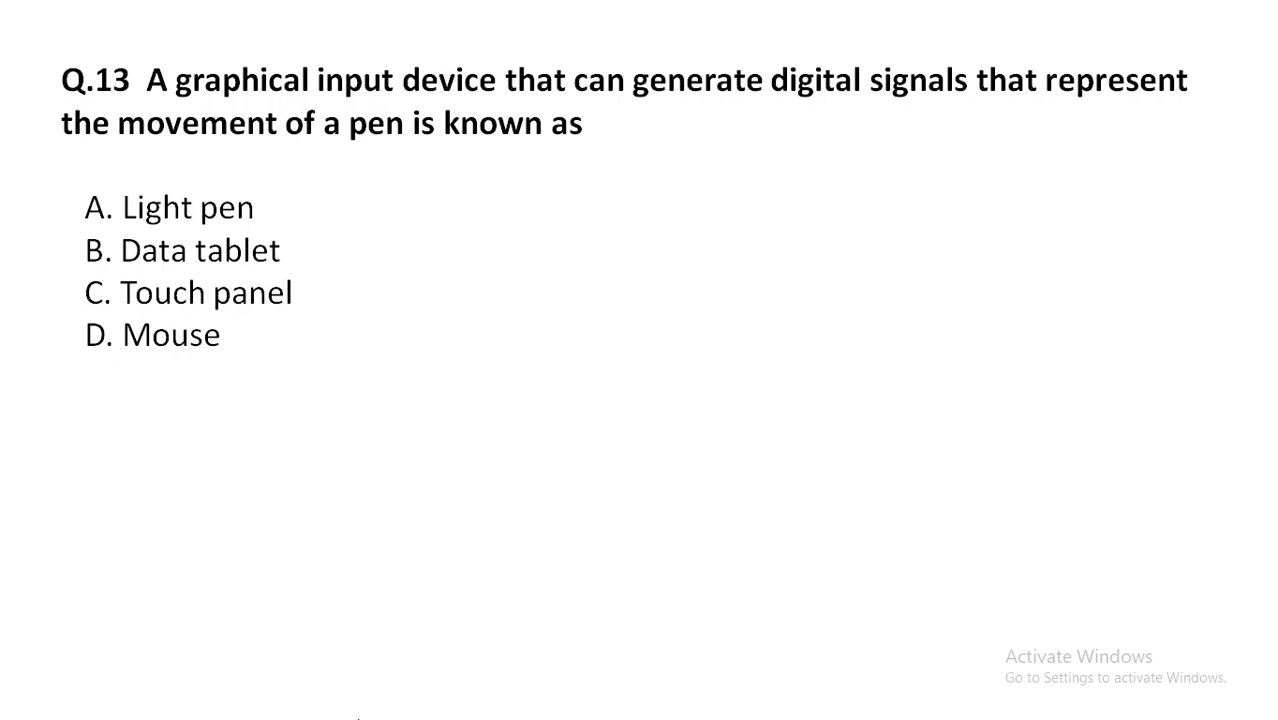 Q.13 A graphical input device that can generate digital signals that represent
the movement of a pen is known as
A. Light pen
B. Data tablet
C. Touch panel
D. Mouse
Activate Windows
Go to Settings to activate Windows.